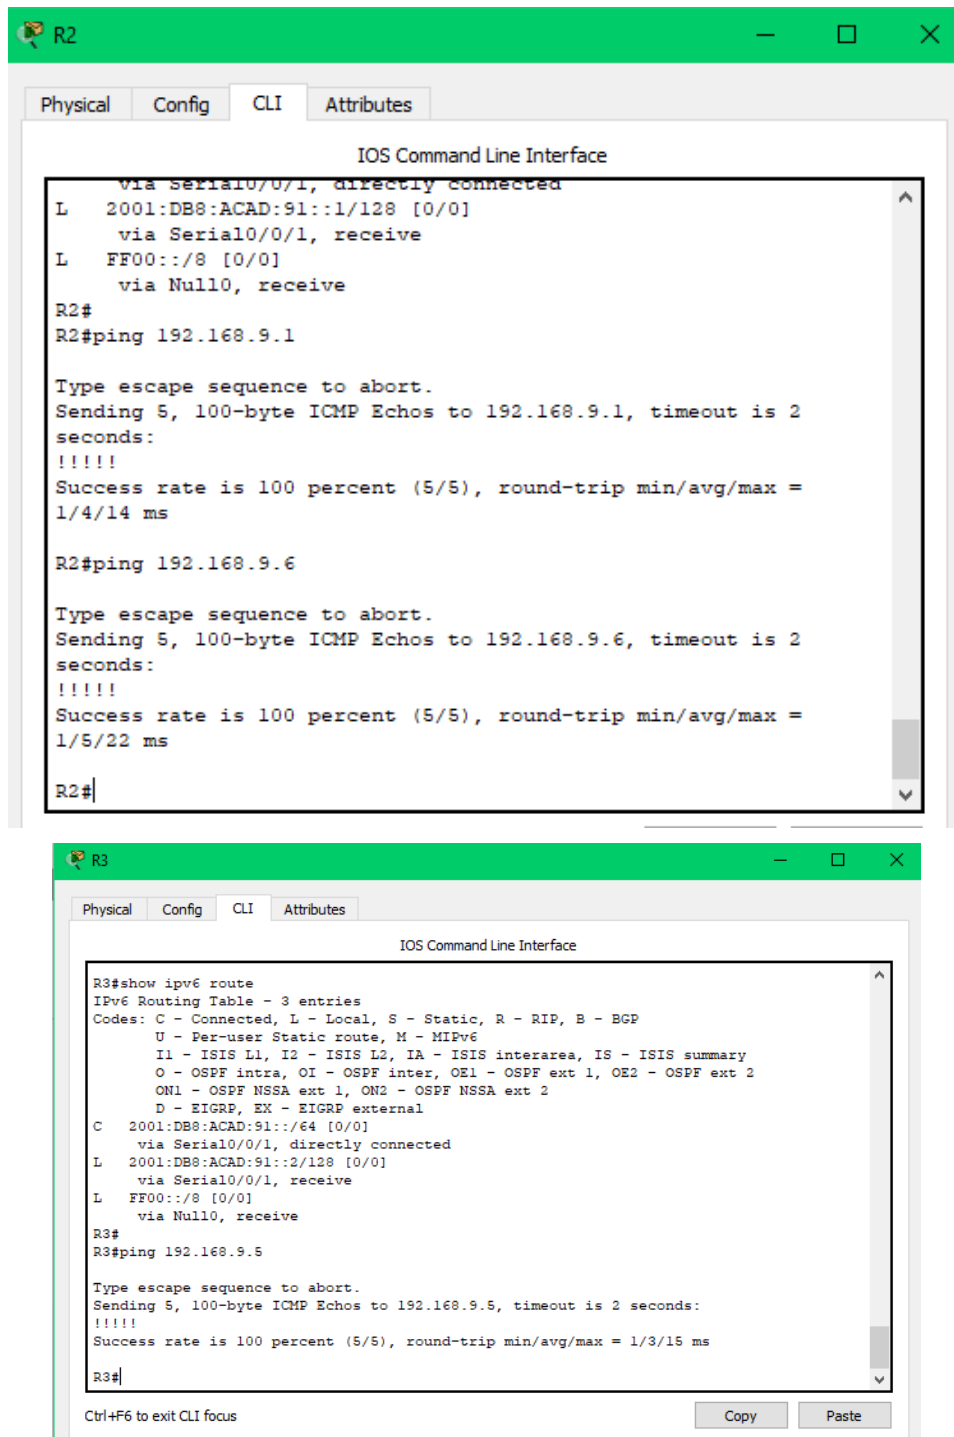 R2
Physical Config CLI Attributes
IOS Command Line Interface
via Serial0/0/1, directly connected
L 2001:DB8:ACAD:91::1/128 [0/0]
via Serial0/0/1, receive
L FF00::/8 [0/0]
via Null0, receive
R2#
R2#ping 192.168.9.1
Type escape sequence to abort.
Sending 5, 100-byte ICMP Echos to 192.168.9.1, timeout is 2
seconds:
!!!!!
Success rate is 100 percent (5/5), round-trip min/avg/max =
1/4/14 ms
R2#ping 192.168.9.6
Type escape sequence to abort.
Sending 5, 100-byte ICMP Echos to 192.168.9.6, timeout is 2
seconds:
!!!!!
Success rate is 100 percent (5/5), round-trip min/avg/max =
1/5/22 ms
R2#
R3
Physical Config CLI Attributes
IOS Command Line Interface
R3#show ipv6 route
IPv6 Routing Table - 3 entries
Codes: C - Connected, L - Local, S - Static, R - RIP, B - BGP
U - Per-user Static route, M - MIPv6
I1 - ISIS L1, I2 - ISIS L2, IA - ISIS interarea, IS - ISIS summary
O - OSPF intra, OI - OSPF inter, OE1 - OSPF ext 1, OE2 - OSPF ext 2
ON1 - OSPF NSSA ext 1, ON2 - OSPF NSSA ext 2
D - EIGRP, EX - EIGRP external
C 2001:DB8:ACAD:91::/64 [0/0]
via Serial0/0/1, directly connected
L 2001:DB8:ACAD:91::2/128 [0/0]
via Serial0/0/1, receive
L FF00::/8 [0/0]
via Null0, receive
R3#
R3#ping 192.168.9.5
Type escape sequence to abort.
Sending 5, 100-byte ICMP Echos to 192.168.9.5, timeout is 2 seconds:
!!!!!
Success rate is 100 percent (5/5), round-trip min/avg/max = 1/3/15 ms
R3#
Ctrl+F6 to exit CLI focus
Copy Paste